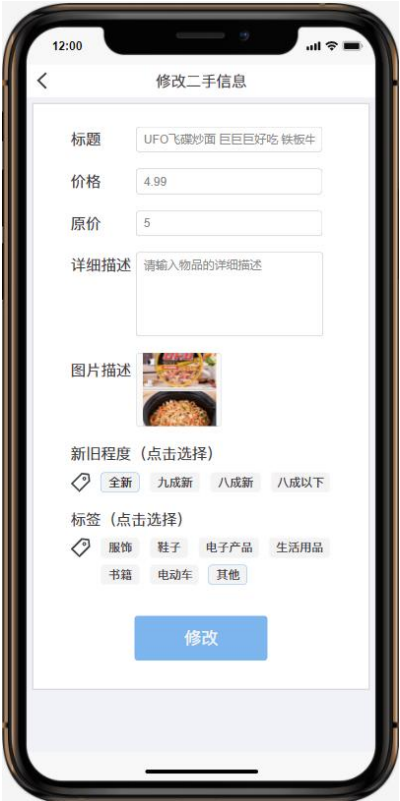 12:00
修改二手信息
标题 UFO飞碟炒面 巨巨巨好吃 铁板牛
价格 4.99
原价 5
详细描述 请输入物品的详细描述
图片描述
新旧程度（点击选择）
全新 九成新 八成新 八成以下
标签（点击选择）
服饰 鞋子 电子产品 生活用品
书籍 电动车 其他
修改